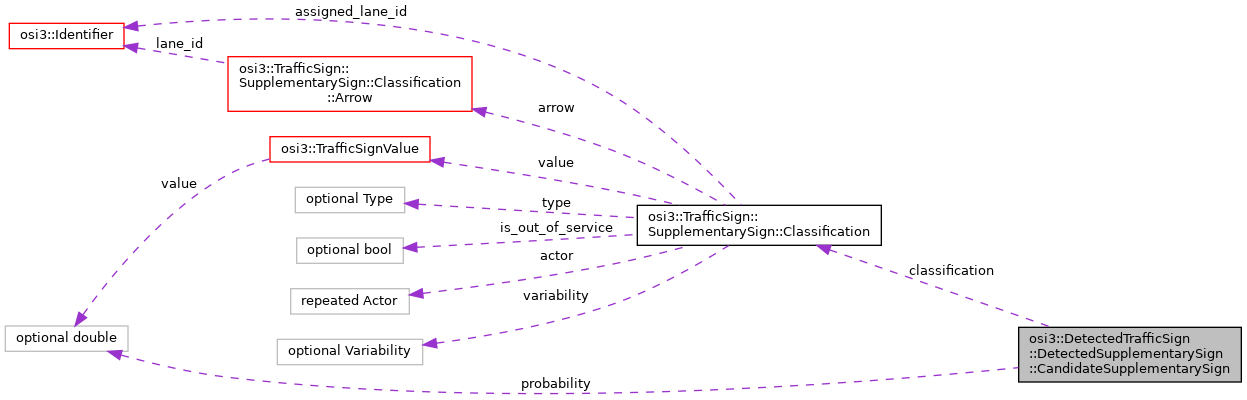 assigned_lane_id
osi3::Identifier
lane_id
osi3::TrafficSign::
SupplementarySign::Classification
::Arrow
arrow
osi3::TrafficSignValue
value
value
optional Type
type
osi3::TrafficSign::
SupplementarySign::Classification
is_out_of_service
optional bool
actor
classification
repeated Actor
variability
optional double
optional Variability
osi3::DetectedTrafficSign
::DetectedSupplementarySign
::CandidateSupplementarySign
probability